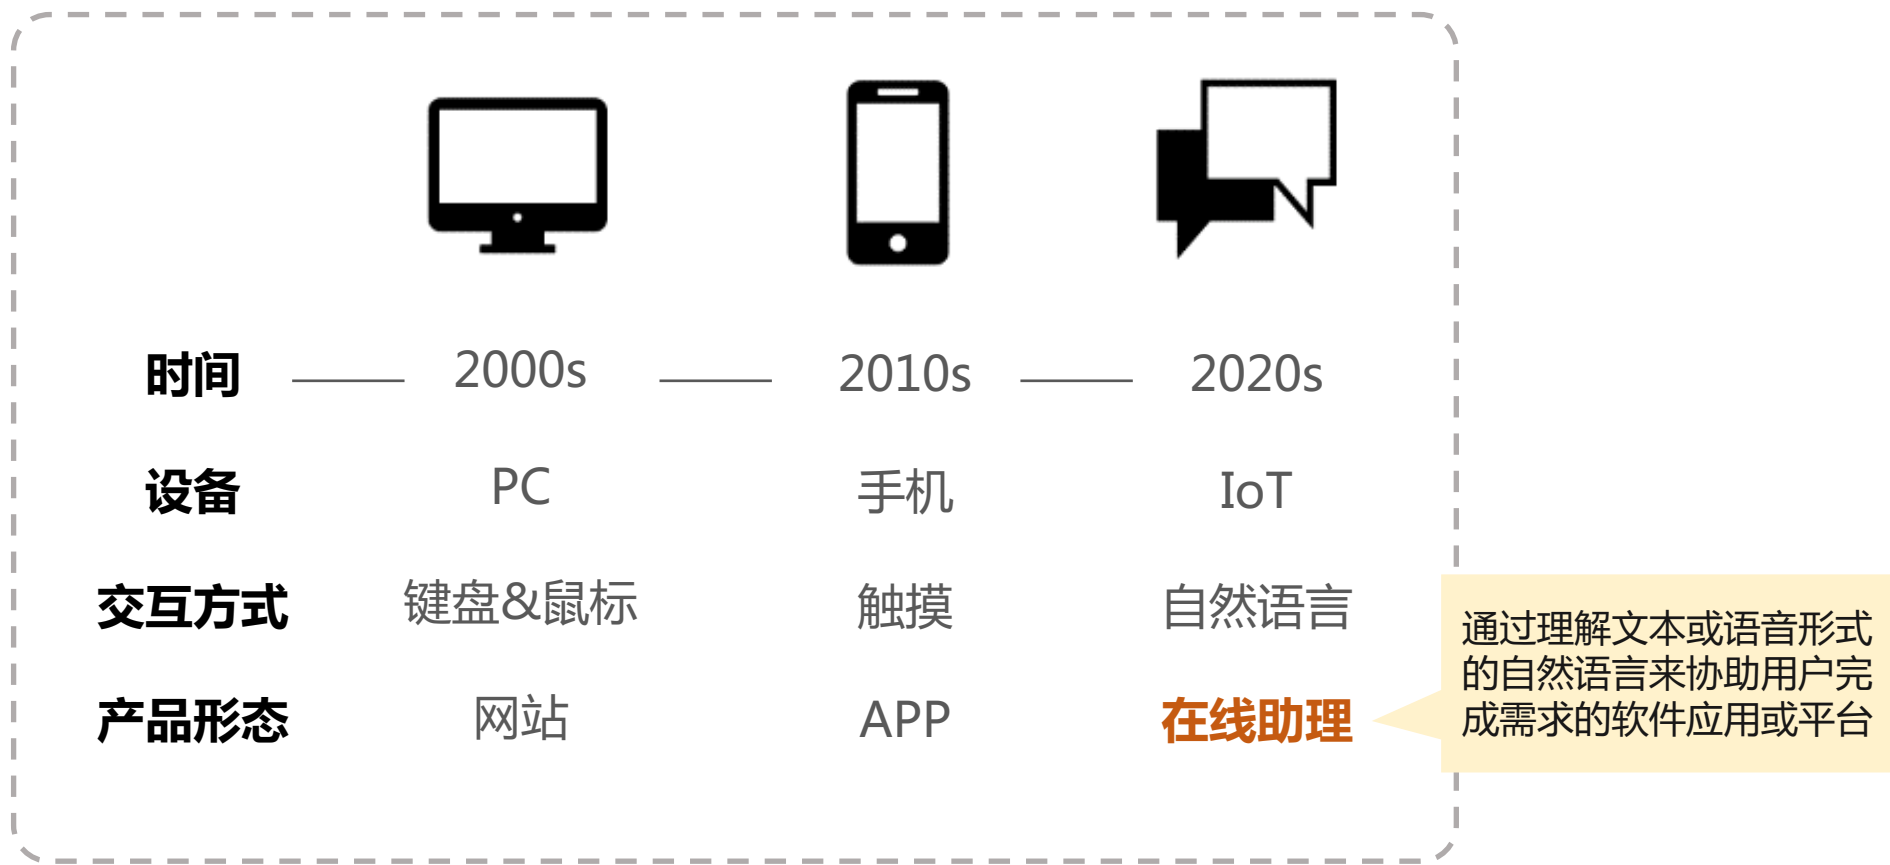 时间 2000s 2010s 2020s
设备 PC 手机 IoT
交互方式 键盘&鼠标 触摸 自然语言
产品形态 网站 APP 在线助理
通过理解文本或语音形式
的自然语言来协助用户完
成需求的软件应用或平台